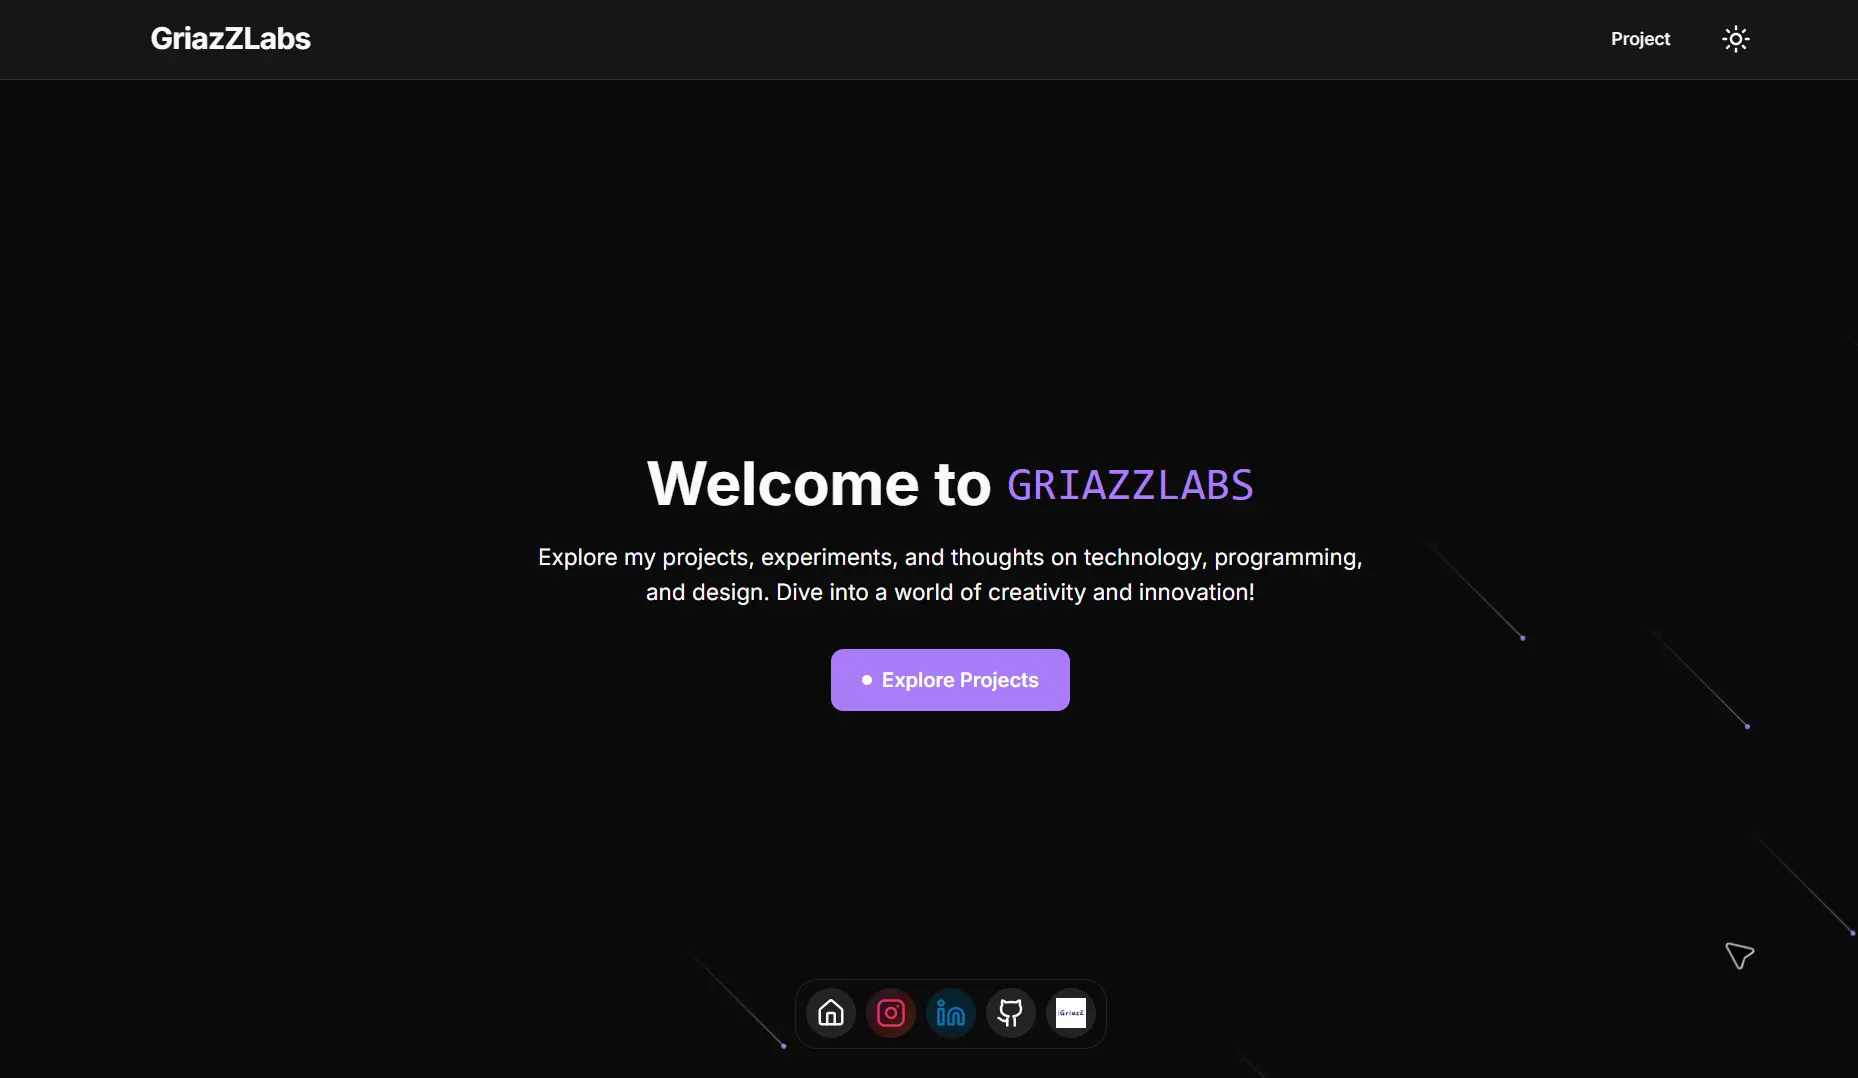 GriazZLabs
Project
Welcome to GRIAZZLABS
Explore my projects, experiments, and thoughts on technology, programming,
and design. Dive into a world of creativity and innovation!
Explore Projects
GriazZ